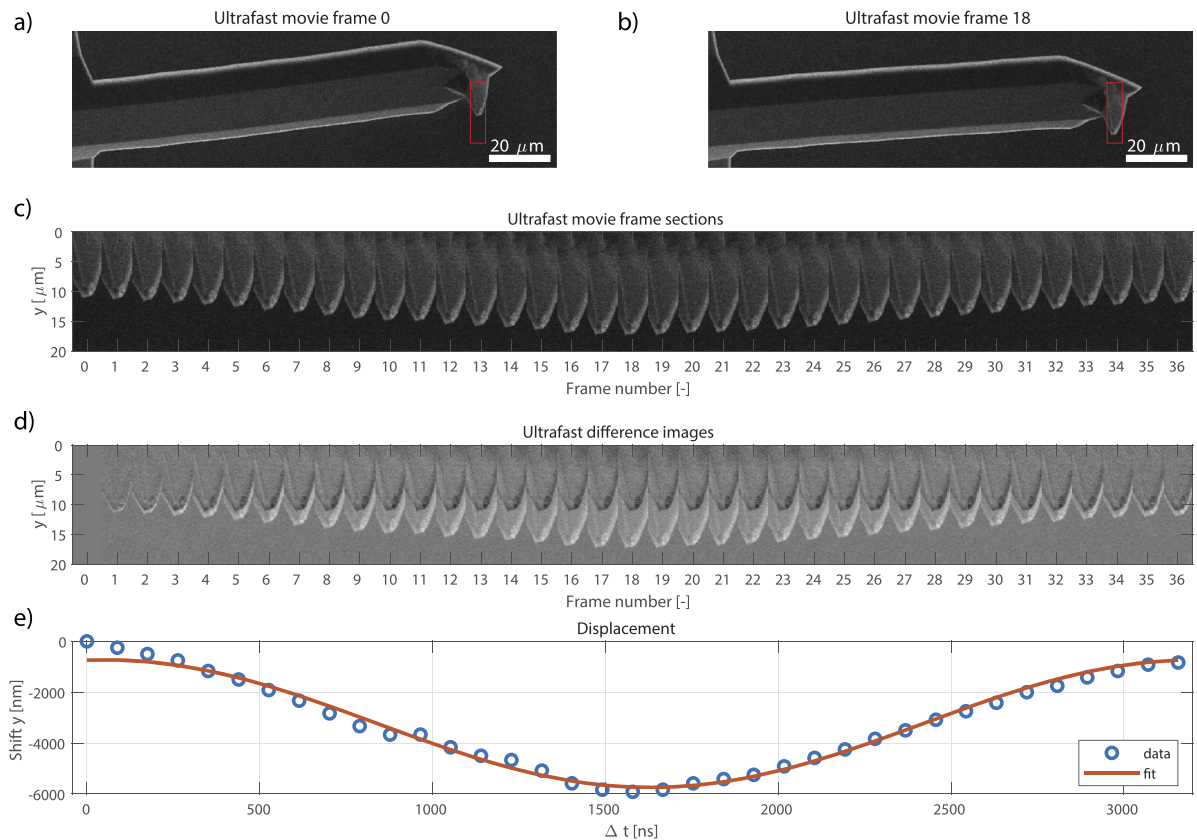 a)
Ultrafast movie frame 0
20 μm
b)
Ultrafast movie frame 18
20 μm
c)
Ultrafast movie frame sections
0
5
10
15
20
y [μm]
0 1 2 3 4 5 6 7 8 9 10 11 12 13 14 15 16 17 18 19 20 21 22 23 24 25 26 27 28 29 30 31 32 33 34 35 36
Frame number [-]
d)
Ultrafast difference images
0
5
10
15
20
y [μm]
0 1 2 3 4 5 6 7 8 9 10 11 12 13 14 15 16 17 18 19 20 21 22 23 24 25 26 27 28 29 30 31 32 33 34 35 36
Frame number [-]
e)
Displacement
0
-2000
-4000
-6000
Shift y [nm]
data
fit
0 500 1000 1500 2000 2500 3000
Δ t [ns]